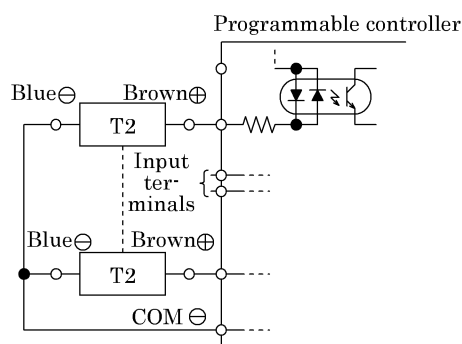 Programmable controller
Blue⊖ Brown⊕
T2
Input
ter-
minals
Blue⊖ Brown⊕
T2
COM ⊖